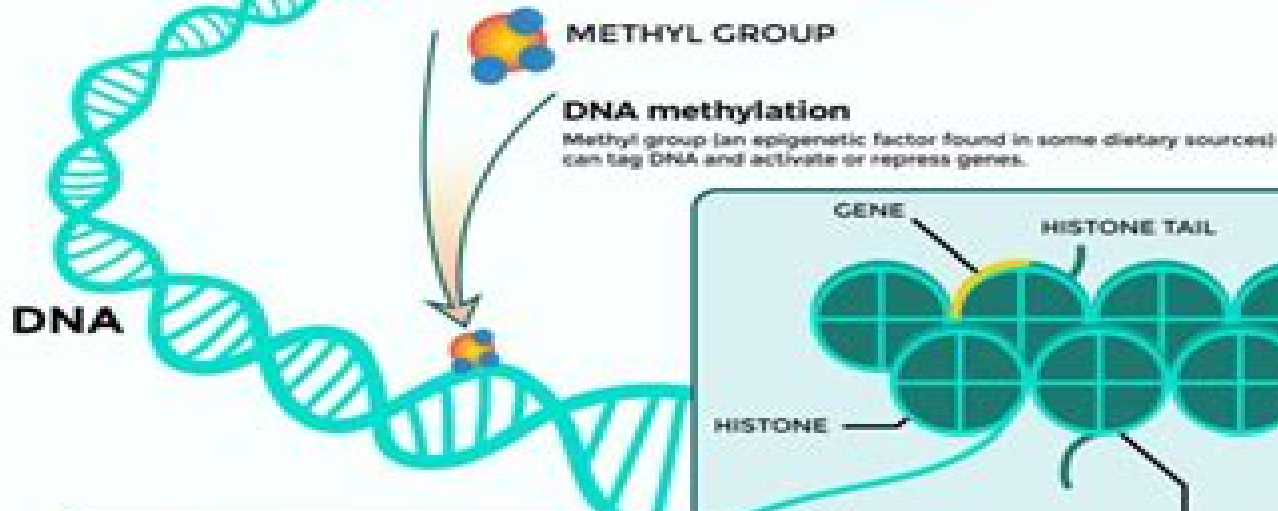 METHYL GROUP
DNA methylation
Methyl group (an epigenetic factor found in some dietary sources)
can tag DNA and activate or repress genes.
GENE
HISTONE TAIL
DNA
HISTONE